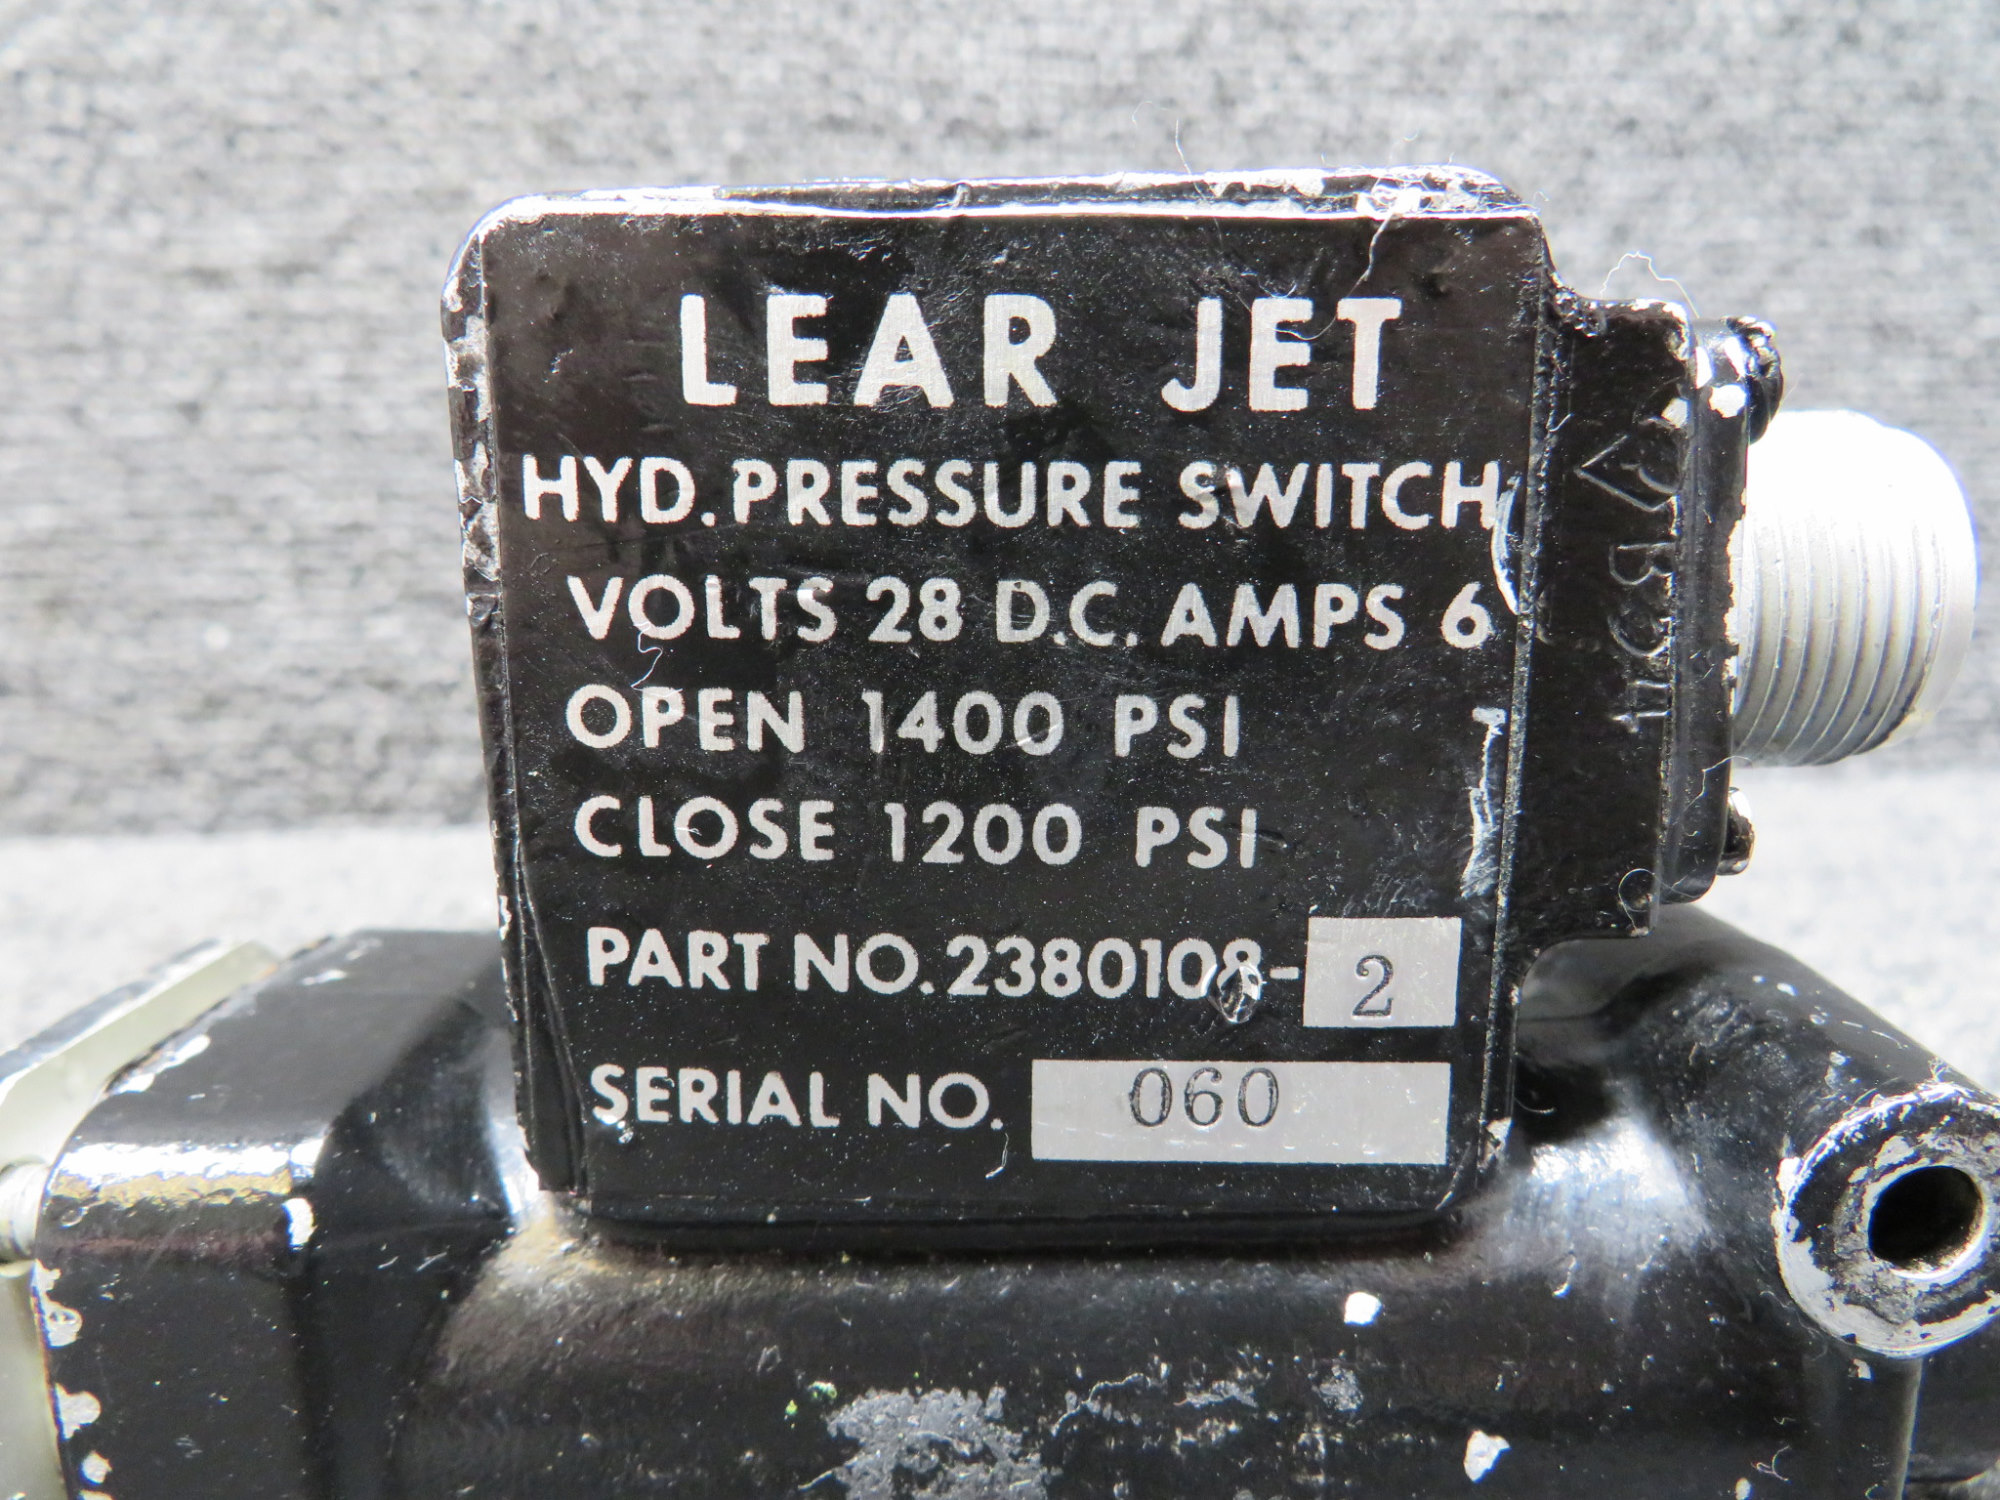 LEAR JET
HYD. PRESSURE SWITCH
VOLTS 28 D.C. AMPS 6
OPEN 1400 PSI
CLOSE 1200 PSI
PART NO. 2380108-2
SERIAL NO. 060